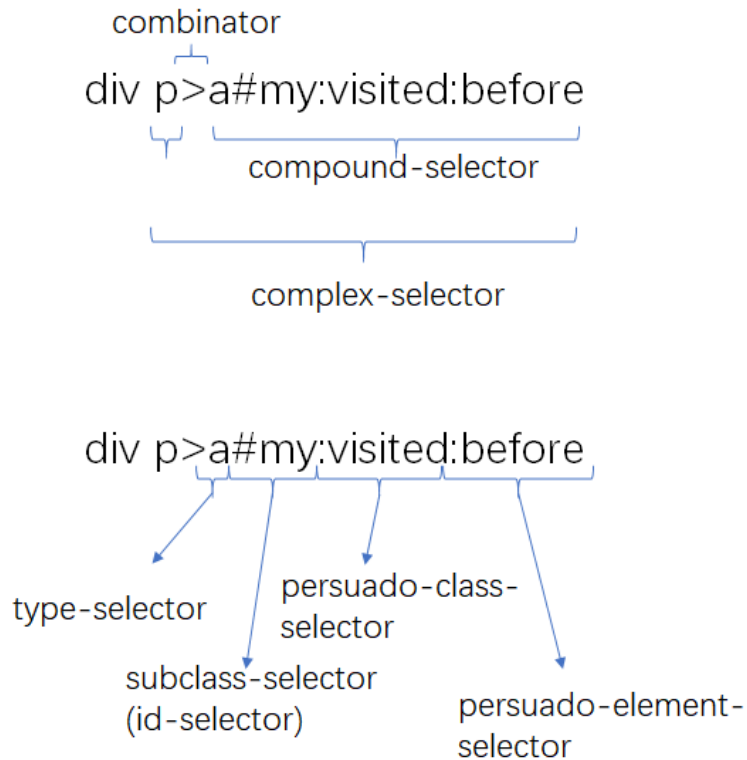 combinator
div p>a#my:visited:before
compound-selector
complex-selector
div p>a#my:visited:before
type-selector
persuado-class-
selector
subclass-selector
(id-selector)
persuado-element-
selector